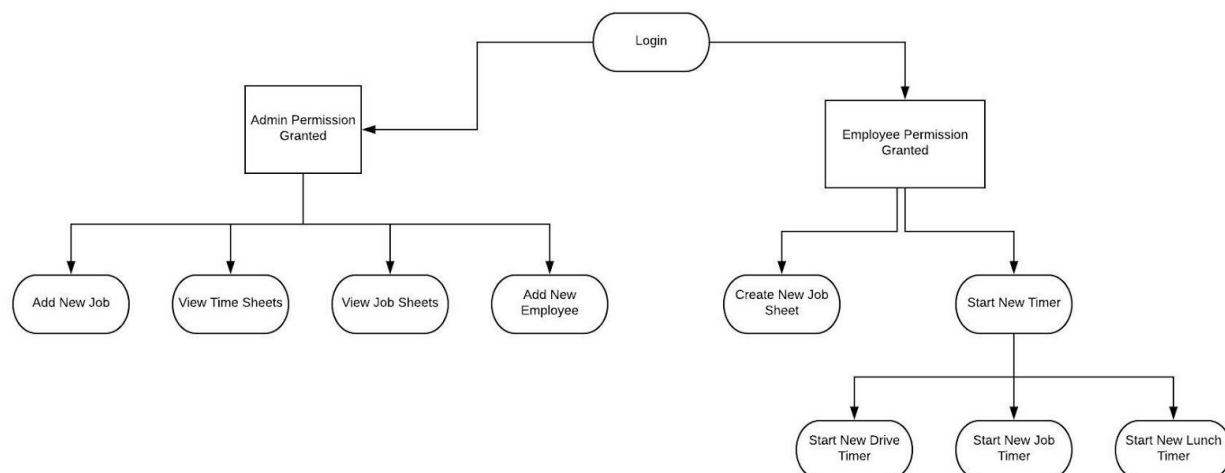 Login
Admin Permission
Granted
Employee Permission
Granted
Add New Job
View Time Sheets
View Job Sheets
Add New
Employee
Create New Job
Sheet
Start New Timer
Start New Drive
Timer
Start New Job
Timer
Start New Lunch
Timer